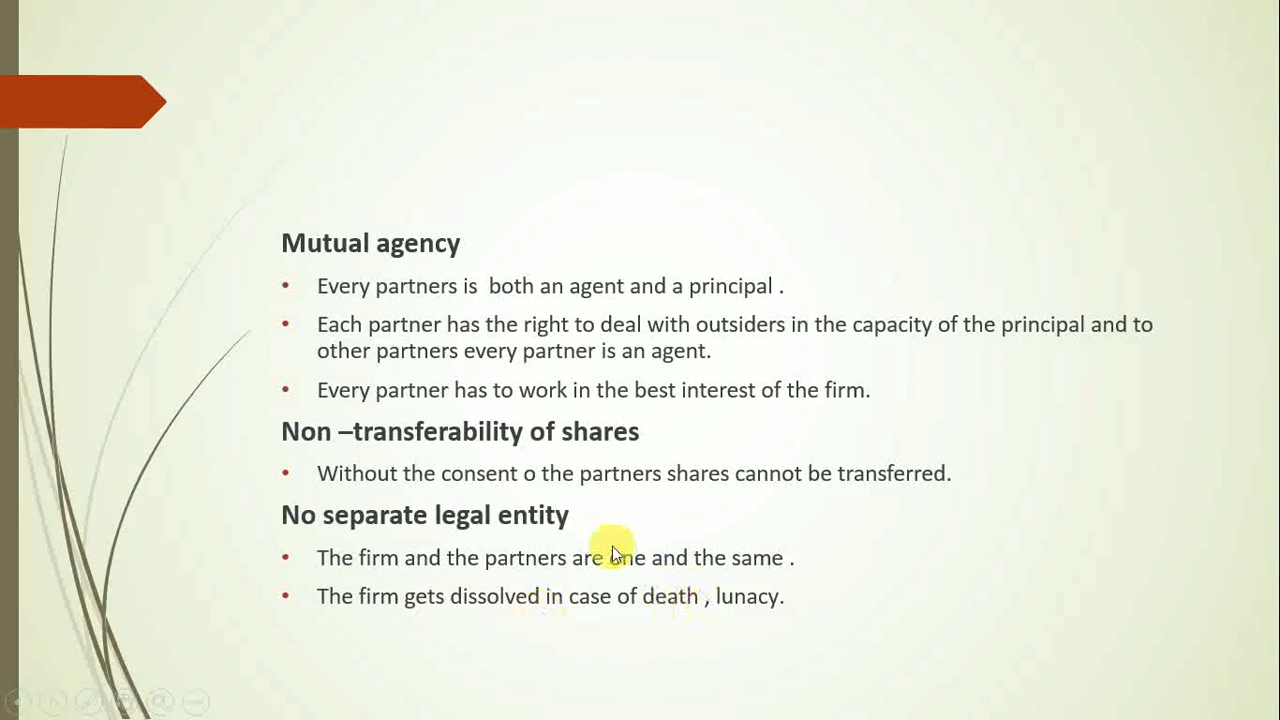 Mutual agency
• Every partners is  both an agent and a principal .
• Each partner has the right to deal with outsiders in the capacity of the principal and to
other partners every partner is an agent.
• Every partner has to work in the best interest of the firm.
Non –transferability of shares
• Without the consent o the partners shares cannot be transferred.
No separate legal entity
• The firm and the partners are one and the same .
• The firm gets dissolved in case of death , lunacy.